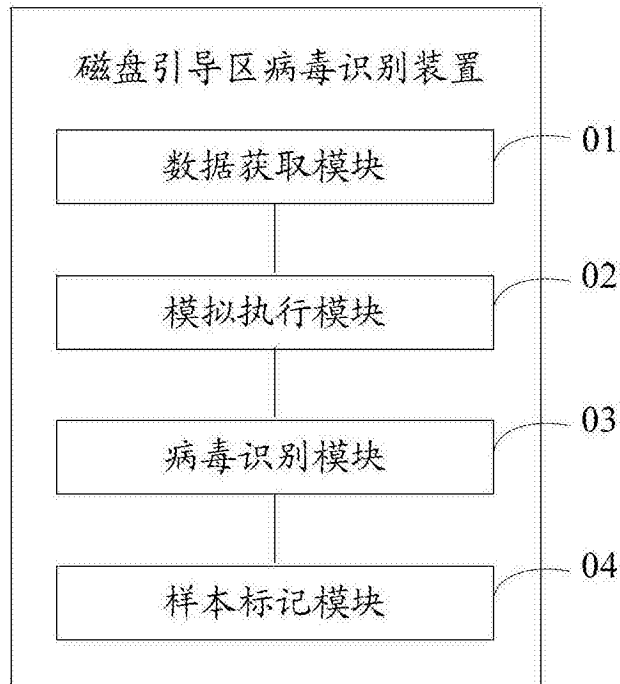 磁盘引导区病毒识别装置
数据获取模块
01
模拟执行模块
02
病毒识别模块
03
样本标记模块
04